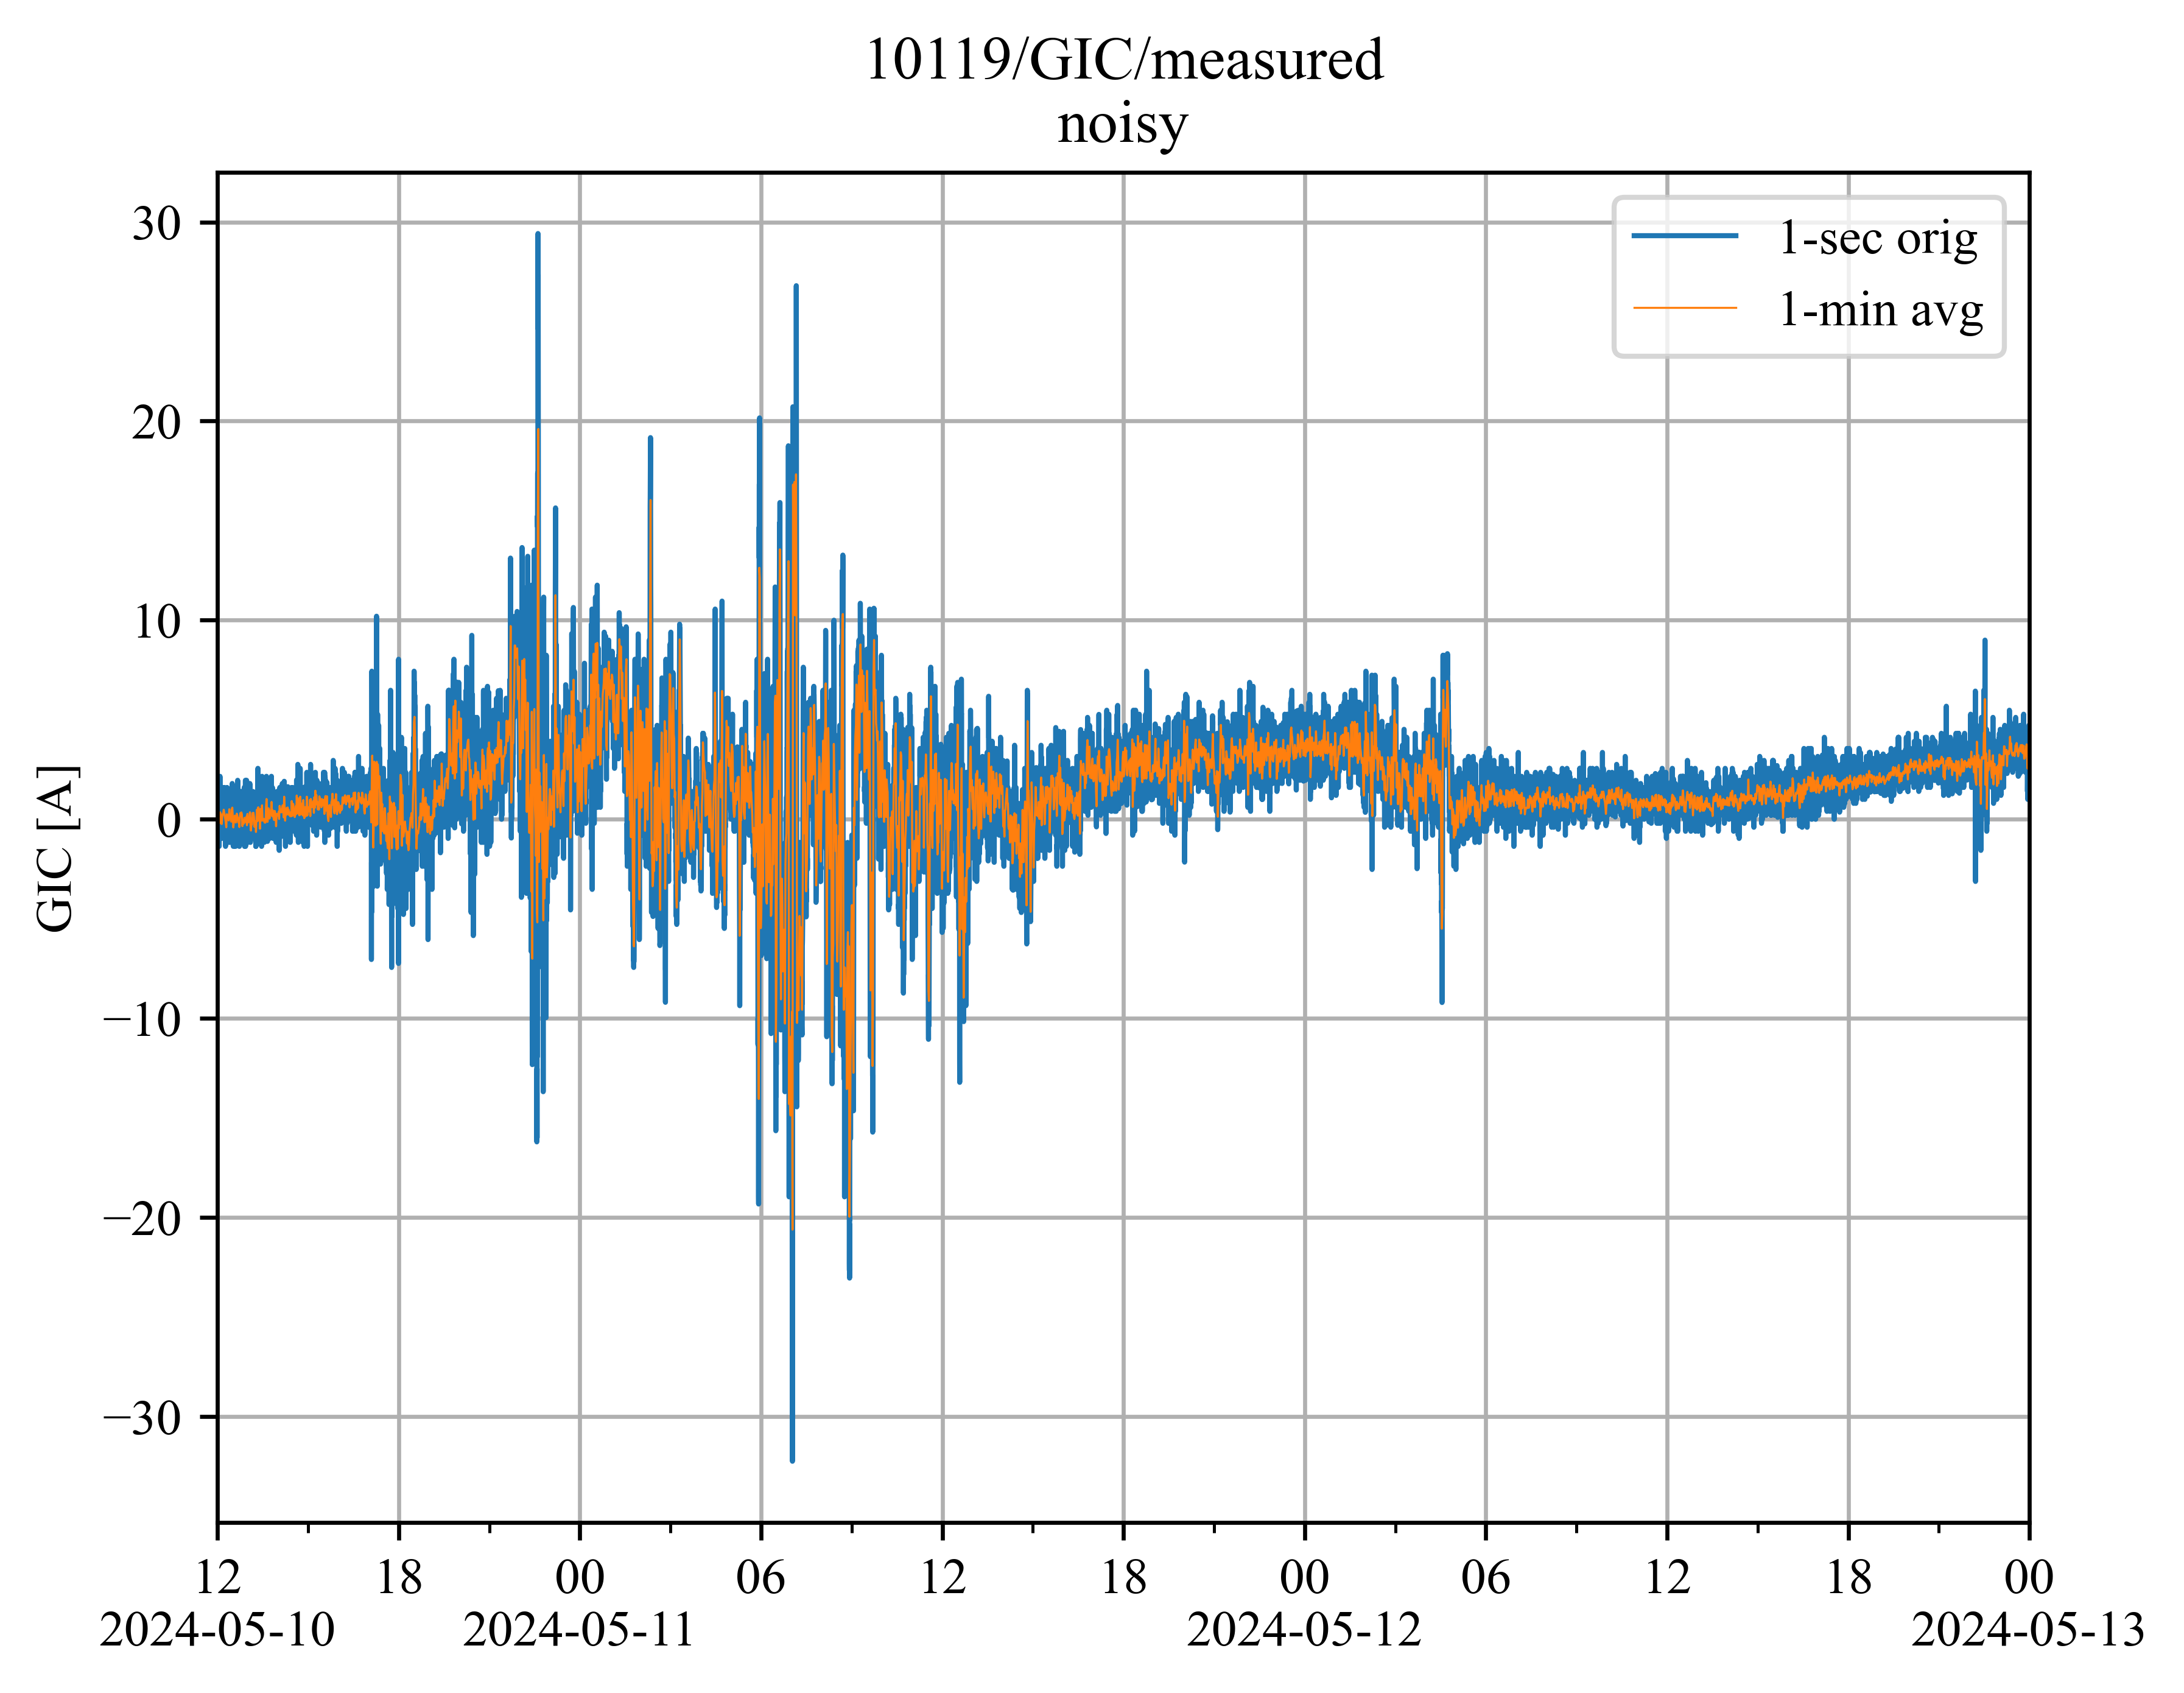 10119/GIC/measured
noisy
1-sec orig
1-min avg
GIC [A]
30
20
10
0
−10
−20
−30
12 18 00 06 12 18 00 06 12 18 00
2024-05-10 2024-05-11 2024-05-12 2024-05-13